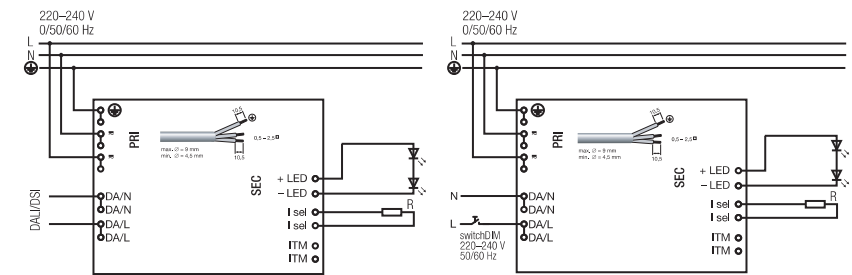 220–240 V
0/50/60 Hz
L
N
PRI
10,5
0,5 – 2,5
max. ∅ = 9 mm
min. ∅ = 4,5 mm
10,5
SEC
+ LED
– LED
I sel
I sel
R
ITM
ITM
DALI/DSI
DA/N
DA/N
DA/L
DA/L
220–240 V
0/50/60 Hz
L
N
PRI
10,5
0,5 – 2,5
max. ∅ = 9 mm
min. ∅ = 4,5 mm
10,5
SEC
+ LED
– LED
I sel
I sel
R
ITM
ITM
N
DA/N
DA/N
L
DA/L
DA/L
switchDIM
220–240 V
50/60 Hz